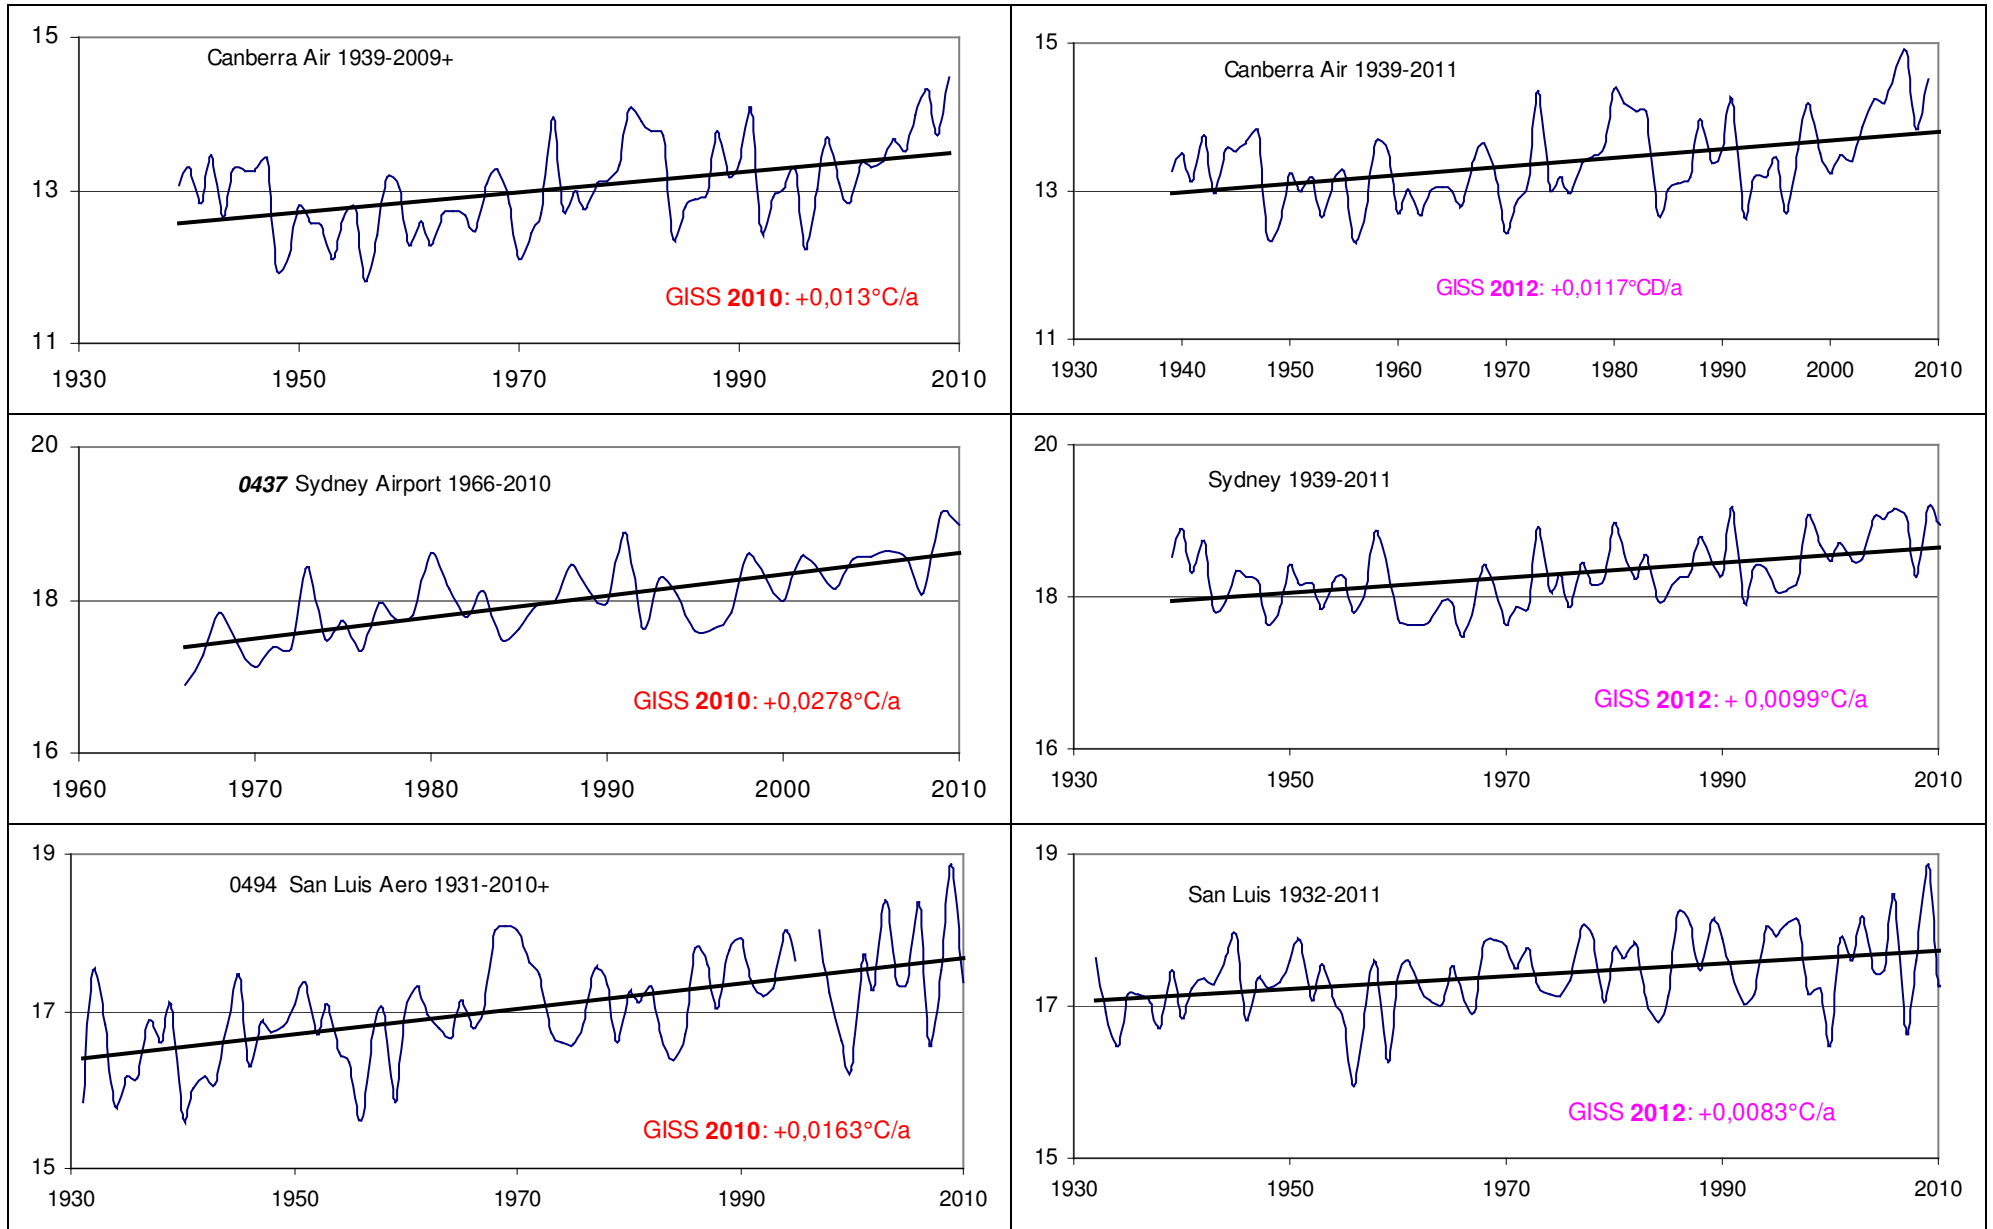 15
Canberra Air 1939-2009+
13
GISS 2010: +0,013°C/a
11
1930 1950 1970 1990 2010
15
Canberra Air 1939-2011
13
GISS 2012: +0,0117°CD/a
11
1930 1940 1950 1960 1970 1980 1990 2000 2010
20
0437 Sydney Airport 1966-2010
18
GISS 2010: +0,0278°C/a
16
1960 1970 1980 1990 2000 2010
20
Sydney 1939-2011
18
GISS 2012: + 0,0099°C/a
16
1930 1950 1970 1990 2010
19
0494 San Luis Aero 1931-2010+
17
GISS 2010: +0,0163°C/a
15
1930 1950 1970 1990 2010
19
San Luis 1932-2011
17
GISS 2012: +0,0083°C/a
15
1930 1950 1970 1990 2010